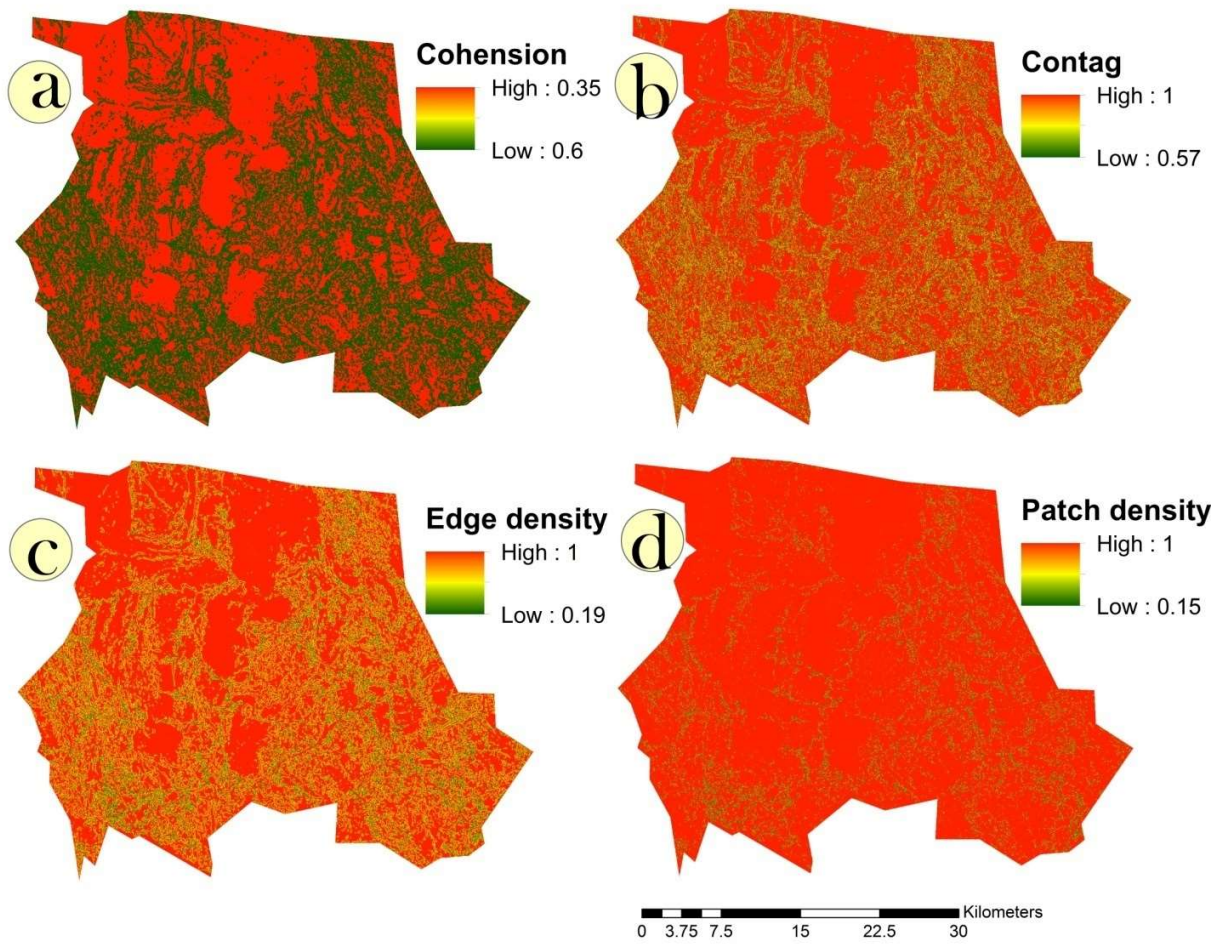 a
Cohension
High : 0.35
Low : 0.6
b
Contag
High : 1
Low : 0.57
c
Edge density
High : 1
Low : 0.19
d
Patch density
High : 1
Low : 0.15
Kilometers
0 3.75 7.5 15 22.5 30